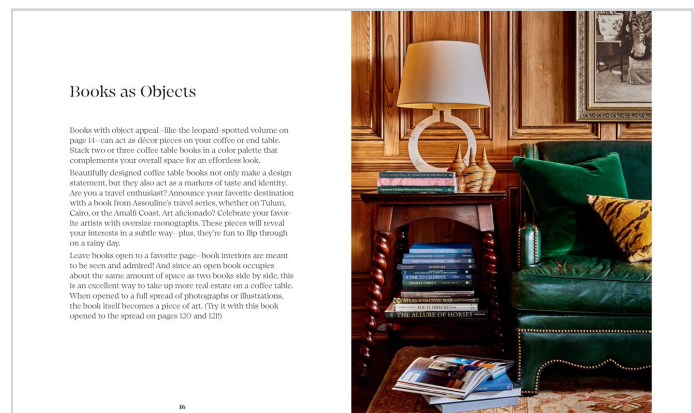 Books as Objects
Books with object appeal—like the leopard-spotted volume on
page 14—can act as décor pieces on your coffee or end table.
Stack two or three coffee table books in a color palette that
complements your overall space for an effortless look.
Beautifully designed coffee table books not only make a design
statement, but they also act as markers of taste and identity.
Are you a travel enthusiast? Announce your favorite destination
with a book from Assouline's travel series, whether on Tulum,
Cairo, or the Amalfi Coast. Art aficionado? Celebrate your favor-
ite artists with oversize monographs. These pieces will reveal
your interests in a subtle way—plus, they're fun to flip through
on a rainy day.
Leave books open to a favorite page—book interiors are meant
to be seen and admired! And since an open book occupies
about the same amount of space as two books side by side, this
is an excellent way to take up more real estate on a coffee table.
When opened to a full spread of photographs or illustrations,
the book itself becomes a piece of art. (Try it with this book
opened to the spread on pages 120 and 121!)
16
A TIME TO CELEBRATE
THE ALLURE OF HORSES